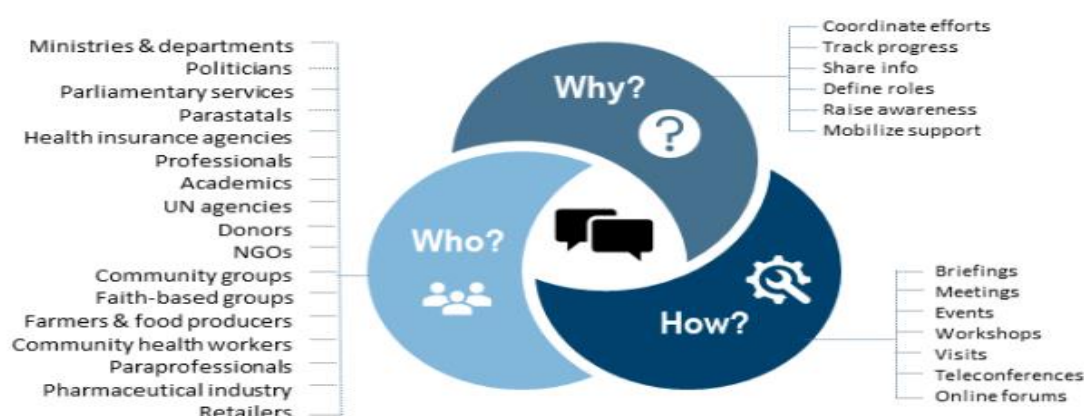 Ministries & departments
Politicians
Parliamentary services
Parastatals
Health insurance agencies
Professionals
Academics
UN agencies
Donors
NGOs
Community groups
Faith-based groups
Farmers & food producers
Community health workers
Paraprofessionals
Pharmaceutical industry
Retailers
Who?
Why?
?
Coordinate efforts
Track progress
Share info
Define roles
Raise awareness
Mobilize support
How?
Briefings
Meetings
Events
Workshops
Visits
Teleconferences
Online forums